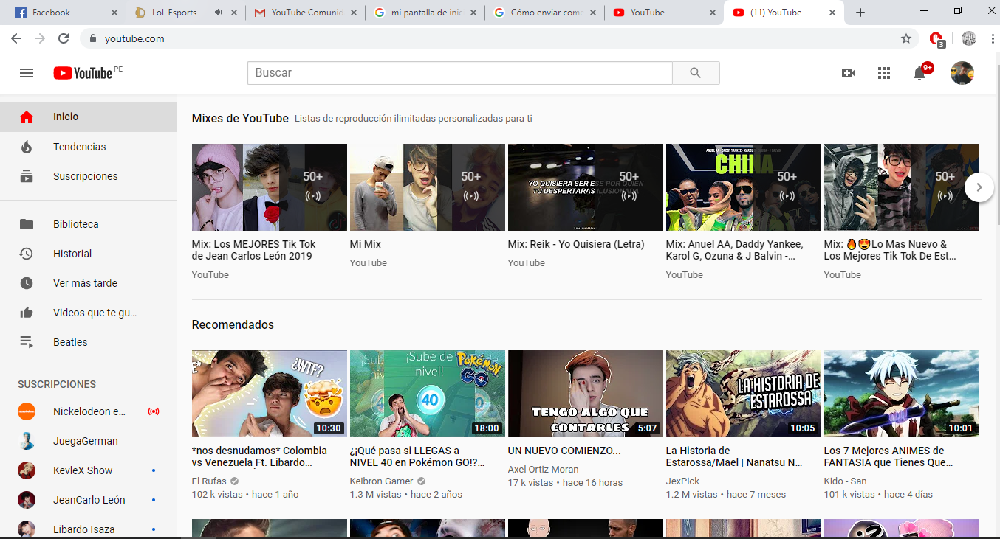 Facebook
LoL Esports
YouTube Comunid
mi pantalla de inic
Cómo enviar come
YouTube
(11) YouTube
youtube.com
3
YouTube PE
Buscar
9+
Inicio
Tendencias
Suscripciones
Biblioteca
Historial
Ver más tarde
Videos que te gu...
Beatles
SUSCRIPCIONES
Nickelodeon e...
JuegaGerman
KevleX Show
JeanCarlo León
Libardo Isaza
Mixes de YouTube Listas de reproducción ilimitadas personalizadas para ti
50+
Mix: Los MEJORES Tik Tok
de Jean Carlos León 2019
YouTube
50+
Mi Mix
YouTube
YO QUISIERA SER ESE POR QUIEN
TÚ DESPERTARAS ILUSIONADA
50+
Mix: Reik - Yo Quisiera (Letra)
YouTube
CHINA
50+
Mix: Anuel AA, Daddy Yankee,
Karol G, Ozuna & J Balvin -...
YouTube
50+
Mix: 🔥😍Lo Mas Nuevo &
Los Mejores Tik Tok De Est...
YouTube
Recomendados
¿WTF?
10:30
*nos desnudamos* Colombia
vs Venezuela Ft. Libardo...
El Rufas
102 k vistas • hace 1 año
¡Sube de
nivel!
Pokémon
GO
40
18:00
¿¡Qué pasa si LLEGAS a
NIVEL 40 en Pokémon GO!?...
Keibron Gamer
1.3 M vistas • hace 2 años
TENGO ALGO QUE
CONTARLES
5:07
UN NUEVO COMIENZO...
Axel Ortiz Moran
17 k vistas • hace 16 horas
LA HISTORIA DE
ESTAROSSA
10:05
La Historia de
Estarossa/Mael | Nanatsu N...
JexPick
1.2 M vistas • hace 7 meses
10:01
Los 7 Mejores ANIMES de
FANTASIA que Tienes Que...
Kido - San
101 k vistas • hace 4 días